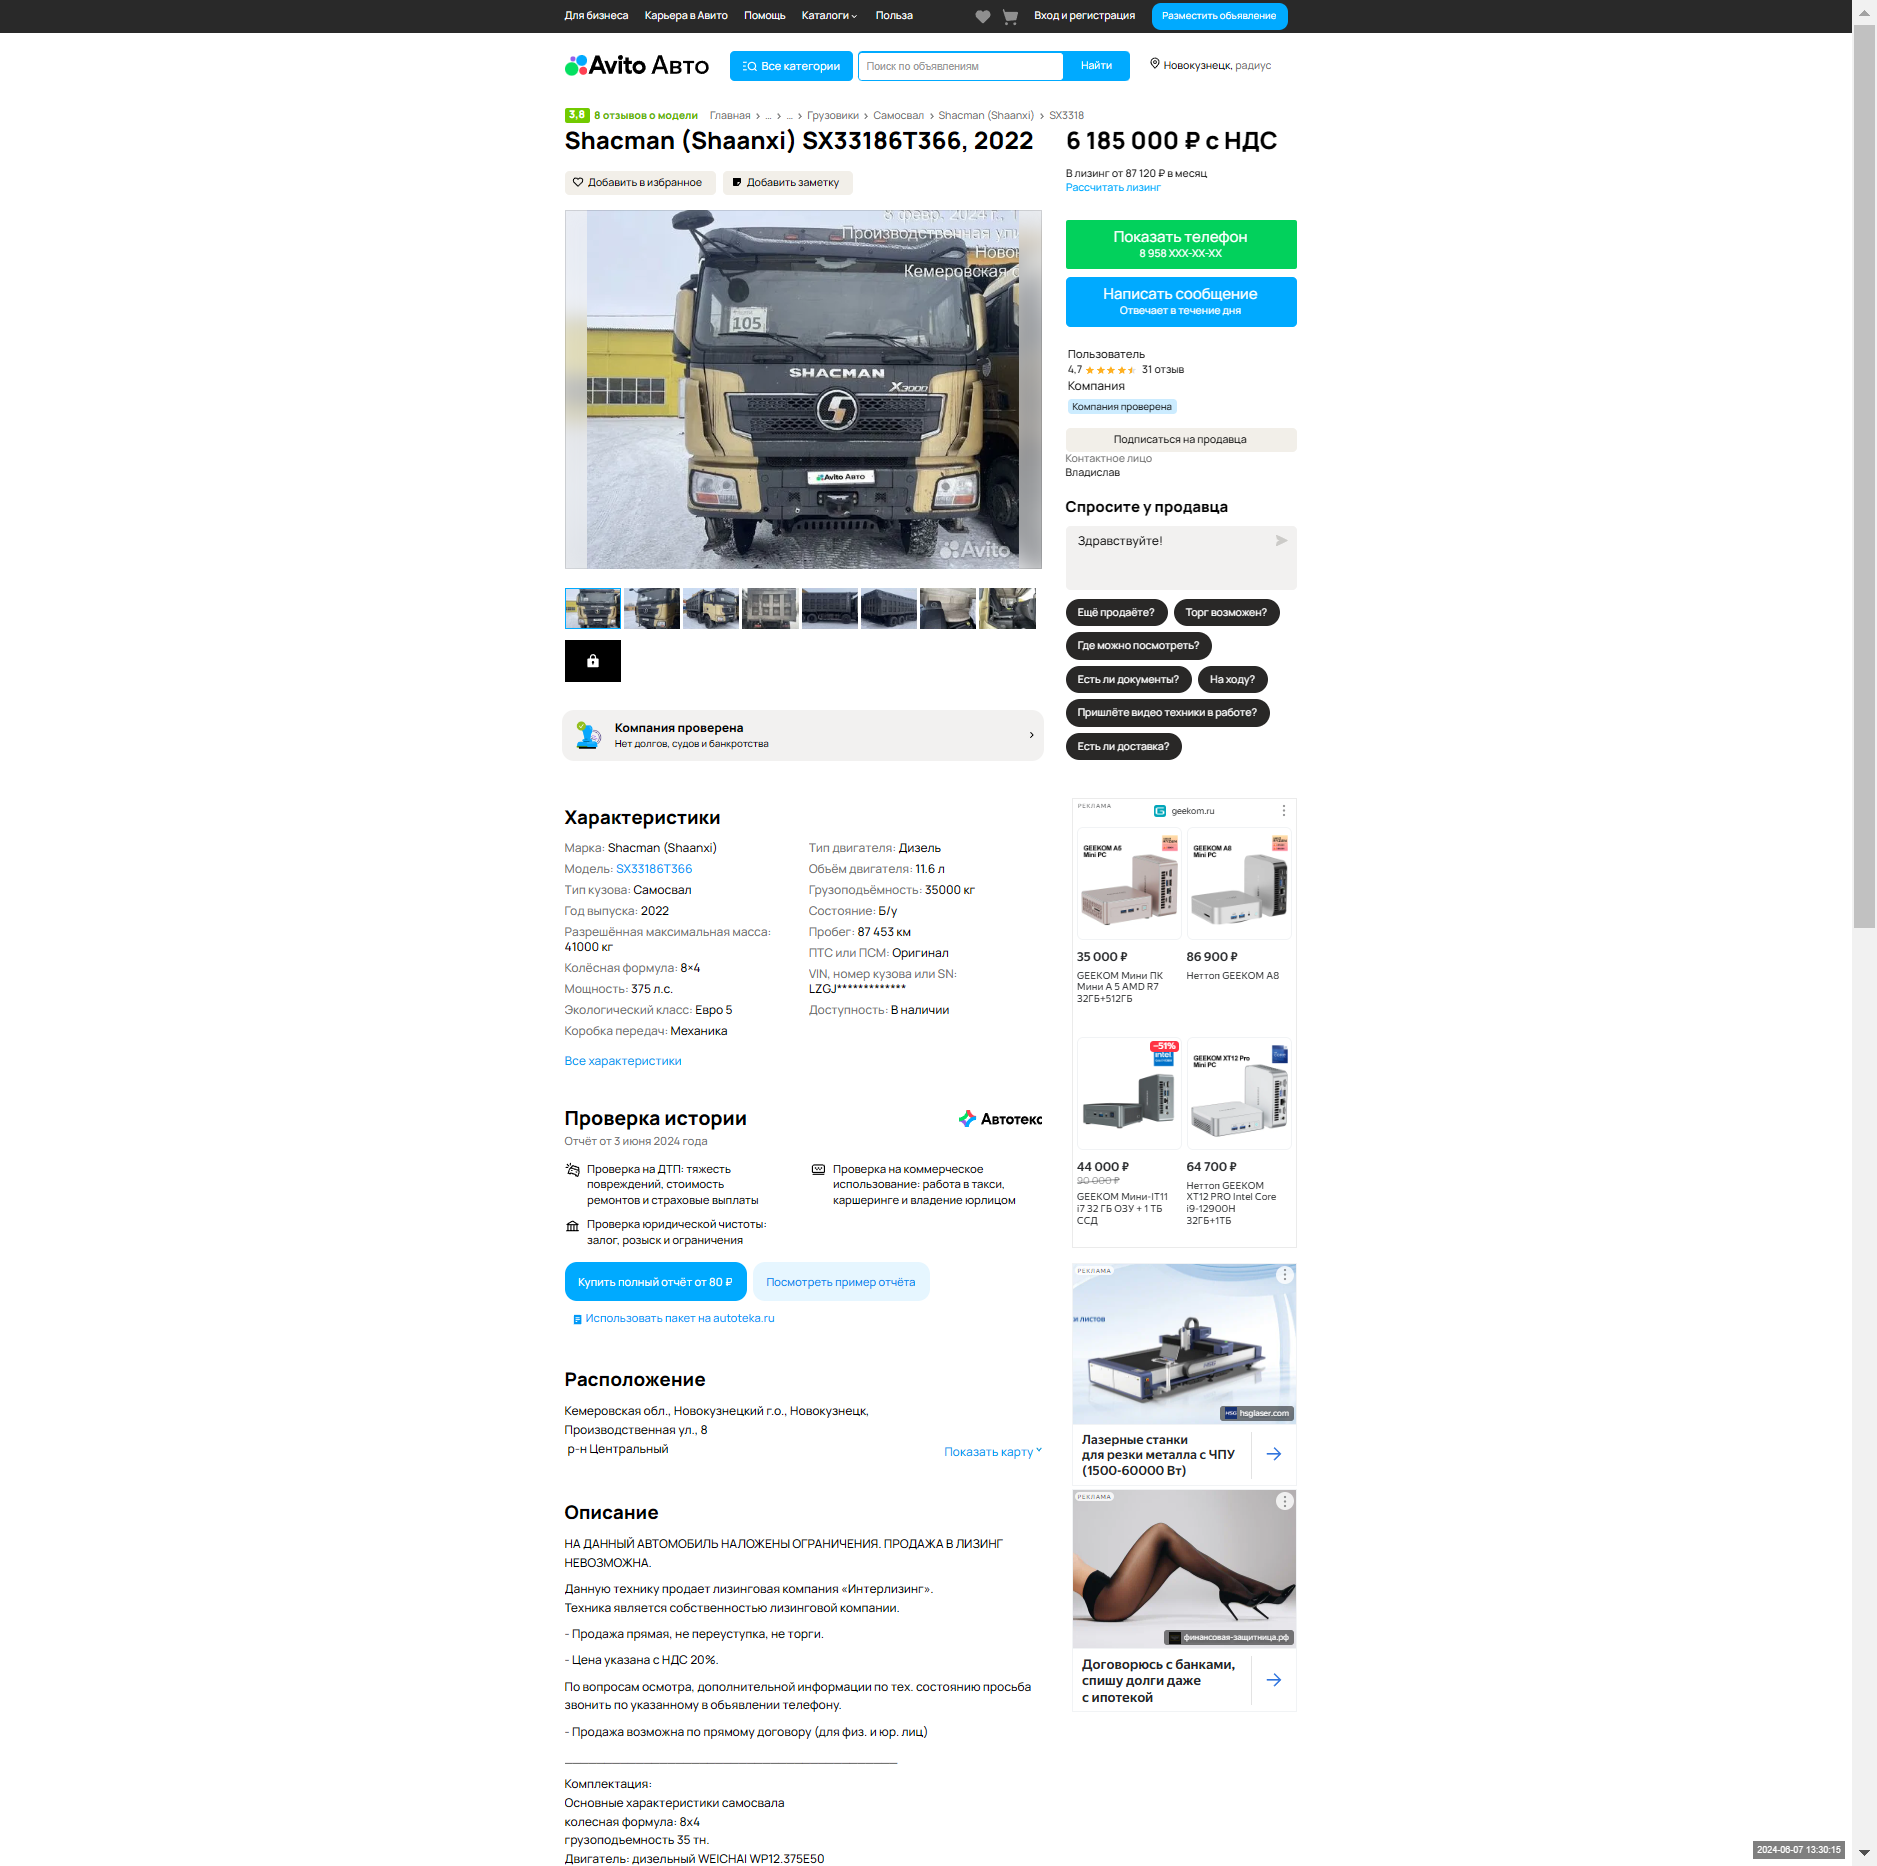 Для бизнеса Карьера в Авито Помощь Каталоги Польза Вход и регистрация Разместить объявление
Avito Авто Все категории Поиск по объявлениям Найти Новокузнецк, радиус
3,8 8 отзывов о модели Главная › ... › ... › Грузовики › Самосвал › Shacman (Shaanxi) › SX3318
Shacman (Shaanxi) SX33186T366, 2022
6 185 000 ₽ с НДС
Добавить в избранное Добавить заметку
В лизинг от 87 120 ₽ в месяц
Рассчитать лизинг
8 февр. 2024 г.,
Кемеровская
105
SHACMAN
X3000
Avito Авто
Avito
Показать телефон
8 958 XXX-XX-XX
Написать сообщение
Отвечает в течение дня
Пользователь
4,7 31 отзыв
Компания
Компания проверена
Подписаться на продавца
Контактное лицо
Владислав
Спросите у продавца
Здравствуйте!
Ещё продаёте? Торг возможен?
Где можно посмотреть?
Есть ли документы? На ходу?
Пришлёте видео техники в работе?
Есть ли доставка?
Компания проверена
Нет долгов, судов и банкротства
Характеристики
Марка: Shacman (Shaanxi)
Модель: SX33186T366
Тип кузова: Самосвал
Год выпуска: 2022
Разрешённая максимальная масса:
41000 кг
Колёсная формула: 8×4
Мощность: 375 л.с.
Экологический класс: Евро 5
Коробка передач: Механика
Тип двигателя: Дизель
Объём двигателя: 11.6 л
Грузоподъёмность: 35000 кг
Состояние: Б/у
Пробег: 87 453 км
ПТС или ПСМ: Оригинал
VIN, номер кузова или SN:
LZGJ*************
Доступность: В наличии
Все характеристики
Проверка истории
Автотек
Отчёт от 3 июня 2024 года
Проверка на ДТП: тяжесть
повреждений, стоимость
ремонтов и страховые выплаты
Проверка на коммерческое
использование: работа в такси,
каршеринге и владение юрлицом
Проверка юридической чистоты:
залог, розыск и ограничения
Купить полный отчёт от 80 ₽ Посмотреть пример отчёта
Использовать пакет на autoteka.ru
Расположение
Кемеровская обл., Новокузнецкий г.о., Новокузнецк,
Производственная ул., 8
р-н Центральный
Показать карту
Описание
НА ДАННЫЙ АВТОМОБИЛЬ НАЛОЖЕНЫ ОГРАНИЧЕНИЯ. ПРОДАЖА В ЛИЗИНГ
НЕВОЗМОЖНА.
Данную технику продает лизинговая компания «Интерлизинг».
Техника является собственностью лизинговой компании.
- Продажа прямая, не переуступка, не торги.
- Цена указана с НДС 20%.
По вопросам осмотра, дополнительной информации по тех. состоянию просьба
звонить по указанному в объявлении телефону.
- Продажа возможна по прямому договору (для физ. и юр. лиц)
Комплектация:
Основные характеристики самосвала
колесная формула: 8х4
грузоподъемность 35 тн.
Двигатель: дизельный WEICHAI WP12.375E50
РЕКЛАМА geekom.ru
GEEKOM A5
Mini PC
GEEKOM A8
Mini PC
35 000 ₽
GEEKOM Мини ПК
Мини А 5 AMD R7
32ГБ+512ГБ
86 900 ₽
Неттоп GEEKOM A8
−51%
intel
GEEKOM XT12 Pro
Mini PC
44 000 ₽
90 000 ₽
GEEKOM Мини-IT11
i7 32 ГБ ОЗУ + 1 ТБ
ССД
64 700 ₽
Неттоп GEEKOM
XT12 PRO Intel Core
i9-12900H
32ГБ+1ТБ
РЕКЛАМА
и листов
HSG hsglaser.com
Лазерные станки
для резки металла с ЧПУ
(1500-60000 Вт)
РЕКЛАМА
финансовая-защитница.рф
Договорюсь с банками,
спишу долги даже
с ипотекой
2024-06-07 13:30:15